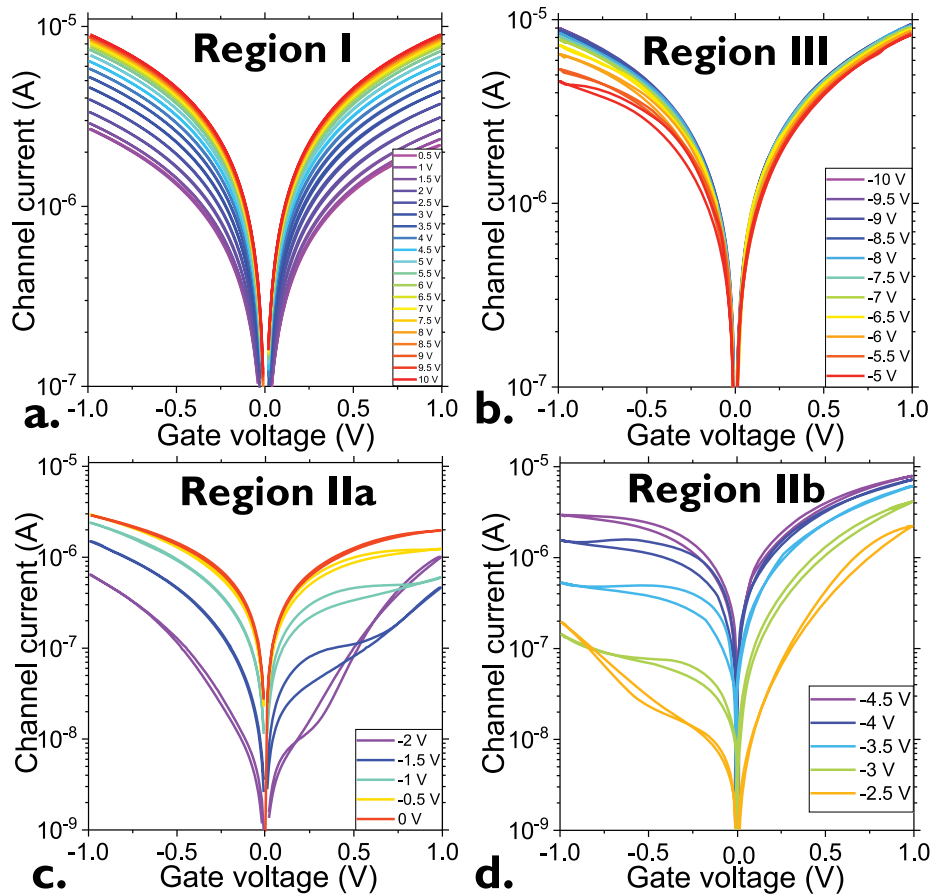 Region I
Channel current (A)
10^-5
10^-6
10^-7
-1.0 -0.5 0.0 0.5 1.0
Gate voltage (V)
0.5 V
1 V
1.5 V
2 V
2.5 V
3 V
3.5 V
4 V
4.5 V
5 V
5.5 V
6 V
6.5 V
7 V
7.5 V
8 V
8.5 V
9 V
9.5 V
10 V
a.
Region III
Channel current (A)
10^-5
10^-6
10^-7
-1.0 -0.5 0.0 0.5 1.0
Gate voltage (V)
-10 V
-9.5 V
-9 V
-8.5 V
-8 V
-7.5 V
-7 V
-6.5 V
-6 V
-5.5 V
-5 V
b.
Region IIa
Channel current (A)
10^-5
10^-6
10^-7
10^-8
10^-9
-1.0 -0.5 0.0 0.5 1.0
Gate voltage (V)
-2 V
-1.5 V
-1 V
-0.5 V
0 V
c.
Region IIb
Channel current (A)
10^-5
10^-6
10^-7
10^-8
10^-9
-1.0 -0.5 0.0 0.5 1.0
Gate voltage (V)
-4.5 V
-4 V
-3.5 V
-3 V
-2.5 V
d.